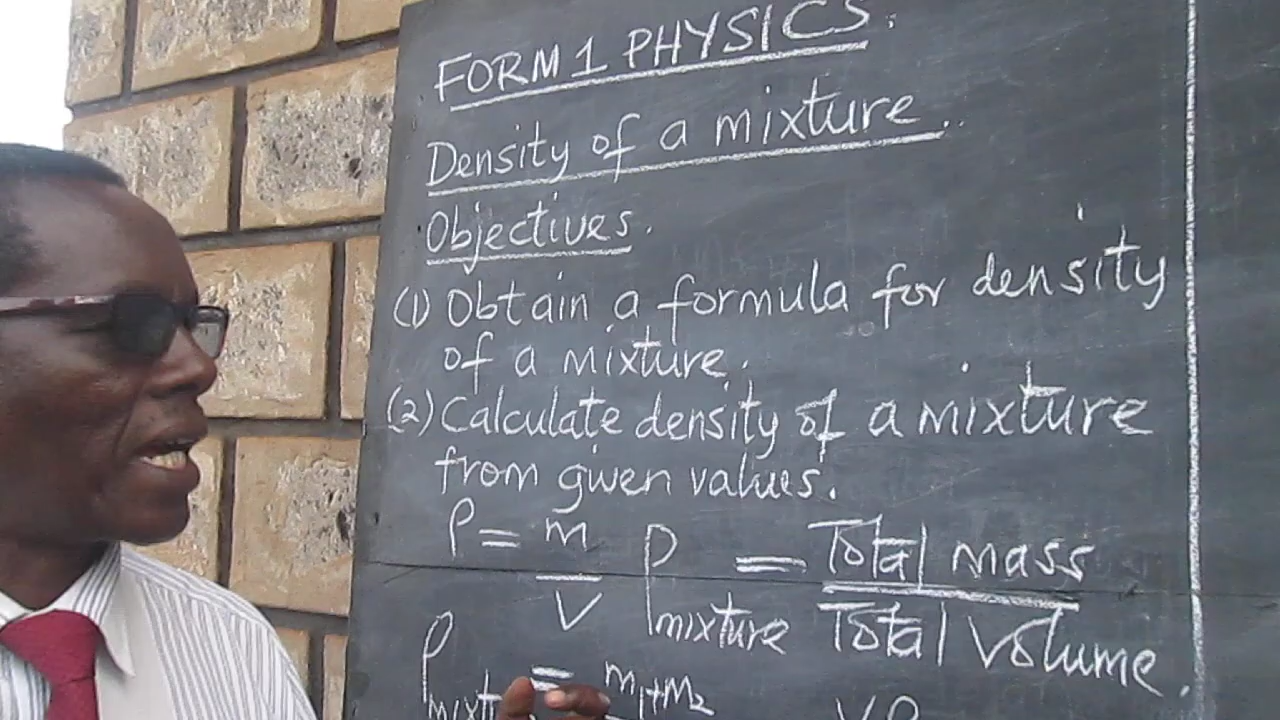 FORM 1 PHYSICS.
Density of a mixture..
Objectives.
(1) Obtain a formula for density
of a mixture.
(2) Calculate density of a mixture
from given values.
ρ = m/V ρmixture = Total mass/Total Volume.
ρ = m1+m2